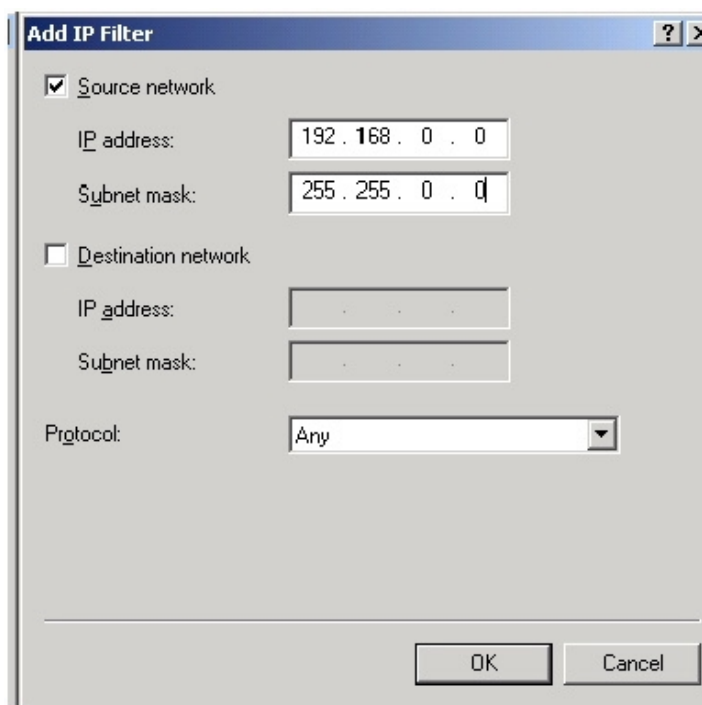 Add IP Filter
Source network
IP address: 192 . 168 . 0 . 0
Subnet mask: 255 . 255 . 0 . 0
Destination network
IP address: . . .
Subnet mask: . . .
Protocol: Any
OK Cancel